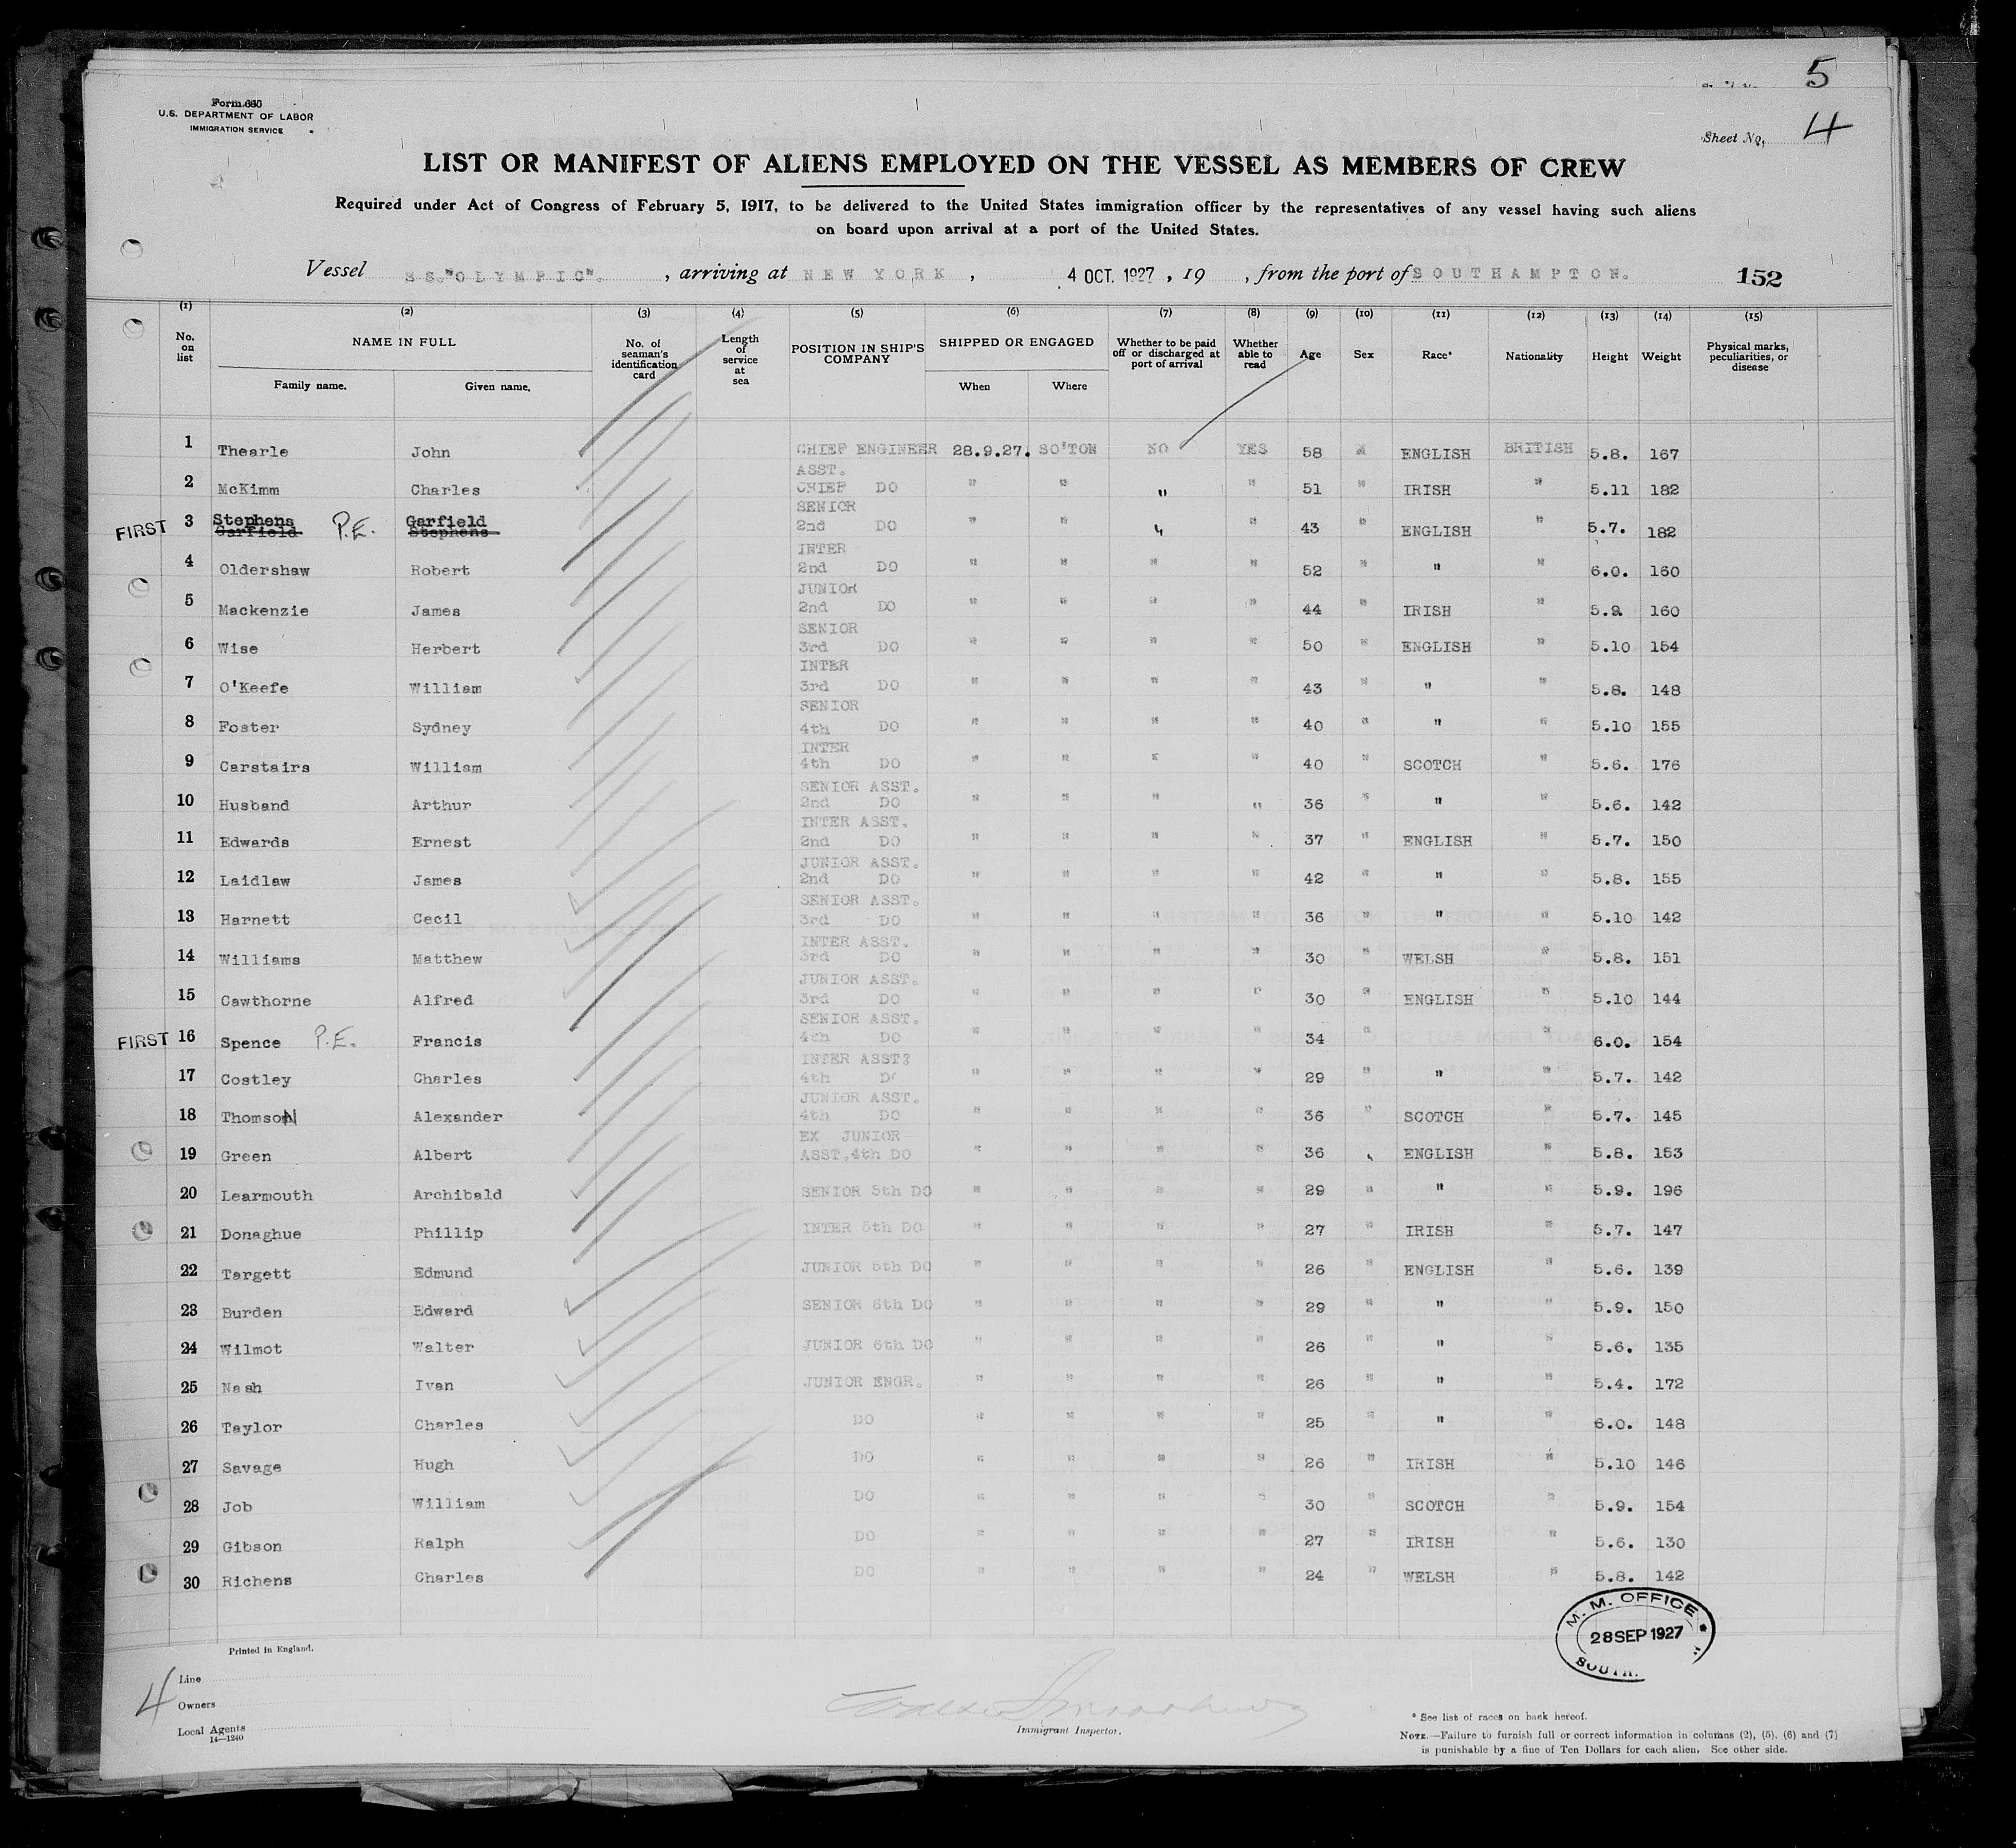 5
Form 680
U.S. DEPARTMENT OF LABOR
IMMIGRATION SERVICE
Sheet No. 4
LIST OR MANIFEST OF ALIENS EMPLOYED ON THE VESSEL AS MEMBERS OF CREW
Required under Act of Congress of February 5, 1917, to be delivered to the United States immigration officer by the representatives of any vessel having such aliens
on board upon arrival at a port of the United States.
Vessel S.S. "OLYMPIC". , arriving at NEW YORK , 4 OCT. 1927 , 19 , from the port of SOUTHAMPTON. 152
(1) (2) (3) (4) (5) (6) (7) (8) (9) (10) (11) (12) (13) (14) (15)
No. on list NAME IN FULL Family name. Given name. No. of seaman's identification card Length of service at sea POSITION IN SHIP'S COMPANY SHIPPED OR ENGAGED When Where Whether to be paid off or discharged at port of arrival Whether able to read Age Sex Race* Nationality Height Weight Physical marks, peculiarities, or disease
1 Thearle John CHIEF ENGINEER 28.9.27. SO'TON NO YES 58 M ENGLISH BRITISH 5.8. 167
2 McKimm Charles ASST. CHIEF DO " " " " 51 " IRISH " 5.11 182
FIRST 3 Stephens Garfield P.E. Garfield Stephens SENIOR 2nd DO " " " " 43 " ENGLISH " 5.7. 182
4 Oldershaw Robert INTER 2nd DO " " " " 52 " " " 6.0. 160
5 Mackenzie James JUNIOR 2nd DO " " " " 44 " IRISH " 5.9. 160
6 Wise Herbert SENIOR 3rd DO " " " " 50 " ENGLISH " 5.10 154
7 O'Keefe William INTER 3rd DO " " " " 43 " " " 5.8. 148
8 Foster Sydney SENIOR 4th DO " " " " 40 " " " 5.10 155
9 Carstairs William INTER 4th DO " " " " 40 " SCOTCH " 5.6. 176
10 Husband Arthur SENIOR ASST. 2nd DO " " " " 36 " " " 5.6. 142
11 Edwards Ernest INTER ASST. 2nd DO " " " " 37 " ENGLISH " 5.7. 150
12 Laidlaw James JUNIOR ASST. 2nd DO " " " " 42 " " " 5.8. 155
13 Harnett Cecil SENIOR ASST. 3rd DO " " " " 36 " " " 5.10 142
14 Williams Matthew INTER ASST. 3rd DO " " " " 30 " WELSH " 5.8. 151
15 Cawthorne Alfred JUNIOR ASST. 3rd DO " " " " 30 " ENGLISH " 5.10 144
FIRST 16 Spence P.E. Francis SENIOR ASST. 4th DO " " " " 34 " " 6.0. 154
17 Costley Charles INTER ASST? 4th DO " " " " 29 " " " 5.7. 142
18 Thomson Alexander JUNIOR ASST. 4th DO " " " " 36 " SCOTCH " 5.7. 145
19 Green Albert EX JUNIOR ASST.4th DO " " " " 36 " ENGLISH " 5.8. 153
20 Learmouth Archibald SENIOR 5th DO " " " " 29 " " " 5.9. 196
21 Donaghue Phillip INTER 5th DO " " " " 27 " IRISH " 5.7. 147
22 Targett Edmund JUNIOR 5th DO " " " " 26 " ENGLISH " 5.6. 139
23 Burden Edward SENIOR 6th DO " " " " 29 " " " 5.9. 150
24 Wilmot Walter JUNIOR 6th DO " " " " 26 " " " 5.6. 135
25 Nash Ivan JUNIOR ENGR. " " " " 26 " " " 5.4. 172
26 Taylor Charles DO " " " " 25 " " " 6.0. 148
27 Savage Hugh DO " " " " 26 " IRISH " 5.10 146
28 Job William DO " " " " 30 " SCOTCH " 5.9. 154
29 Gibson Ralph DO " " " " 27 " IRISH " 5.6. 130
30 Richens Charles DO " " " " 24 " WELSH " 5.8. 142
M. M. OFFICE
28 SEP 1927
Printed in England.
4
Line
Owners
Local Agents
14—1240
Immigrant Inspector.
* See list of races on back hereof.
NOTE.—Failure to furnish full or correct information in columns (2), (5), (6) and (7)
is punishable by a fine of Ten Dollars for each alien. See other side.